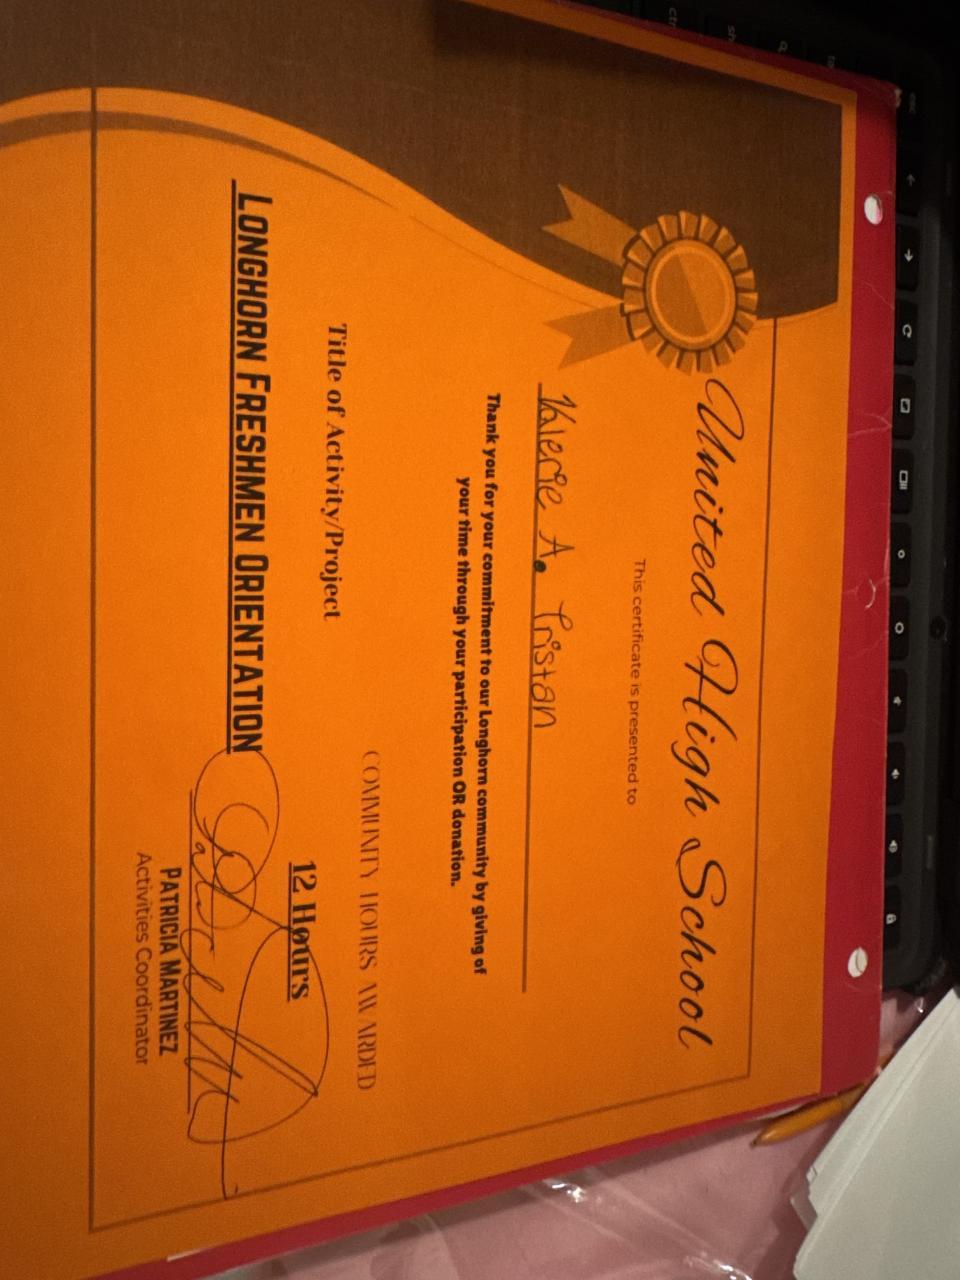 United High School
This certificate is presented to
Valerie A. Tristan
Thank you for your commitment to our Longhorn community by giving of
your time through your participation OR donation.
Title of Activity/Project
LONGHORN FRESHMEN ORIENTATION
COMMUNITY HOURS AWARDED
12 Hours
PATRICIA MARTINEZ
Activities Coordinator
esc